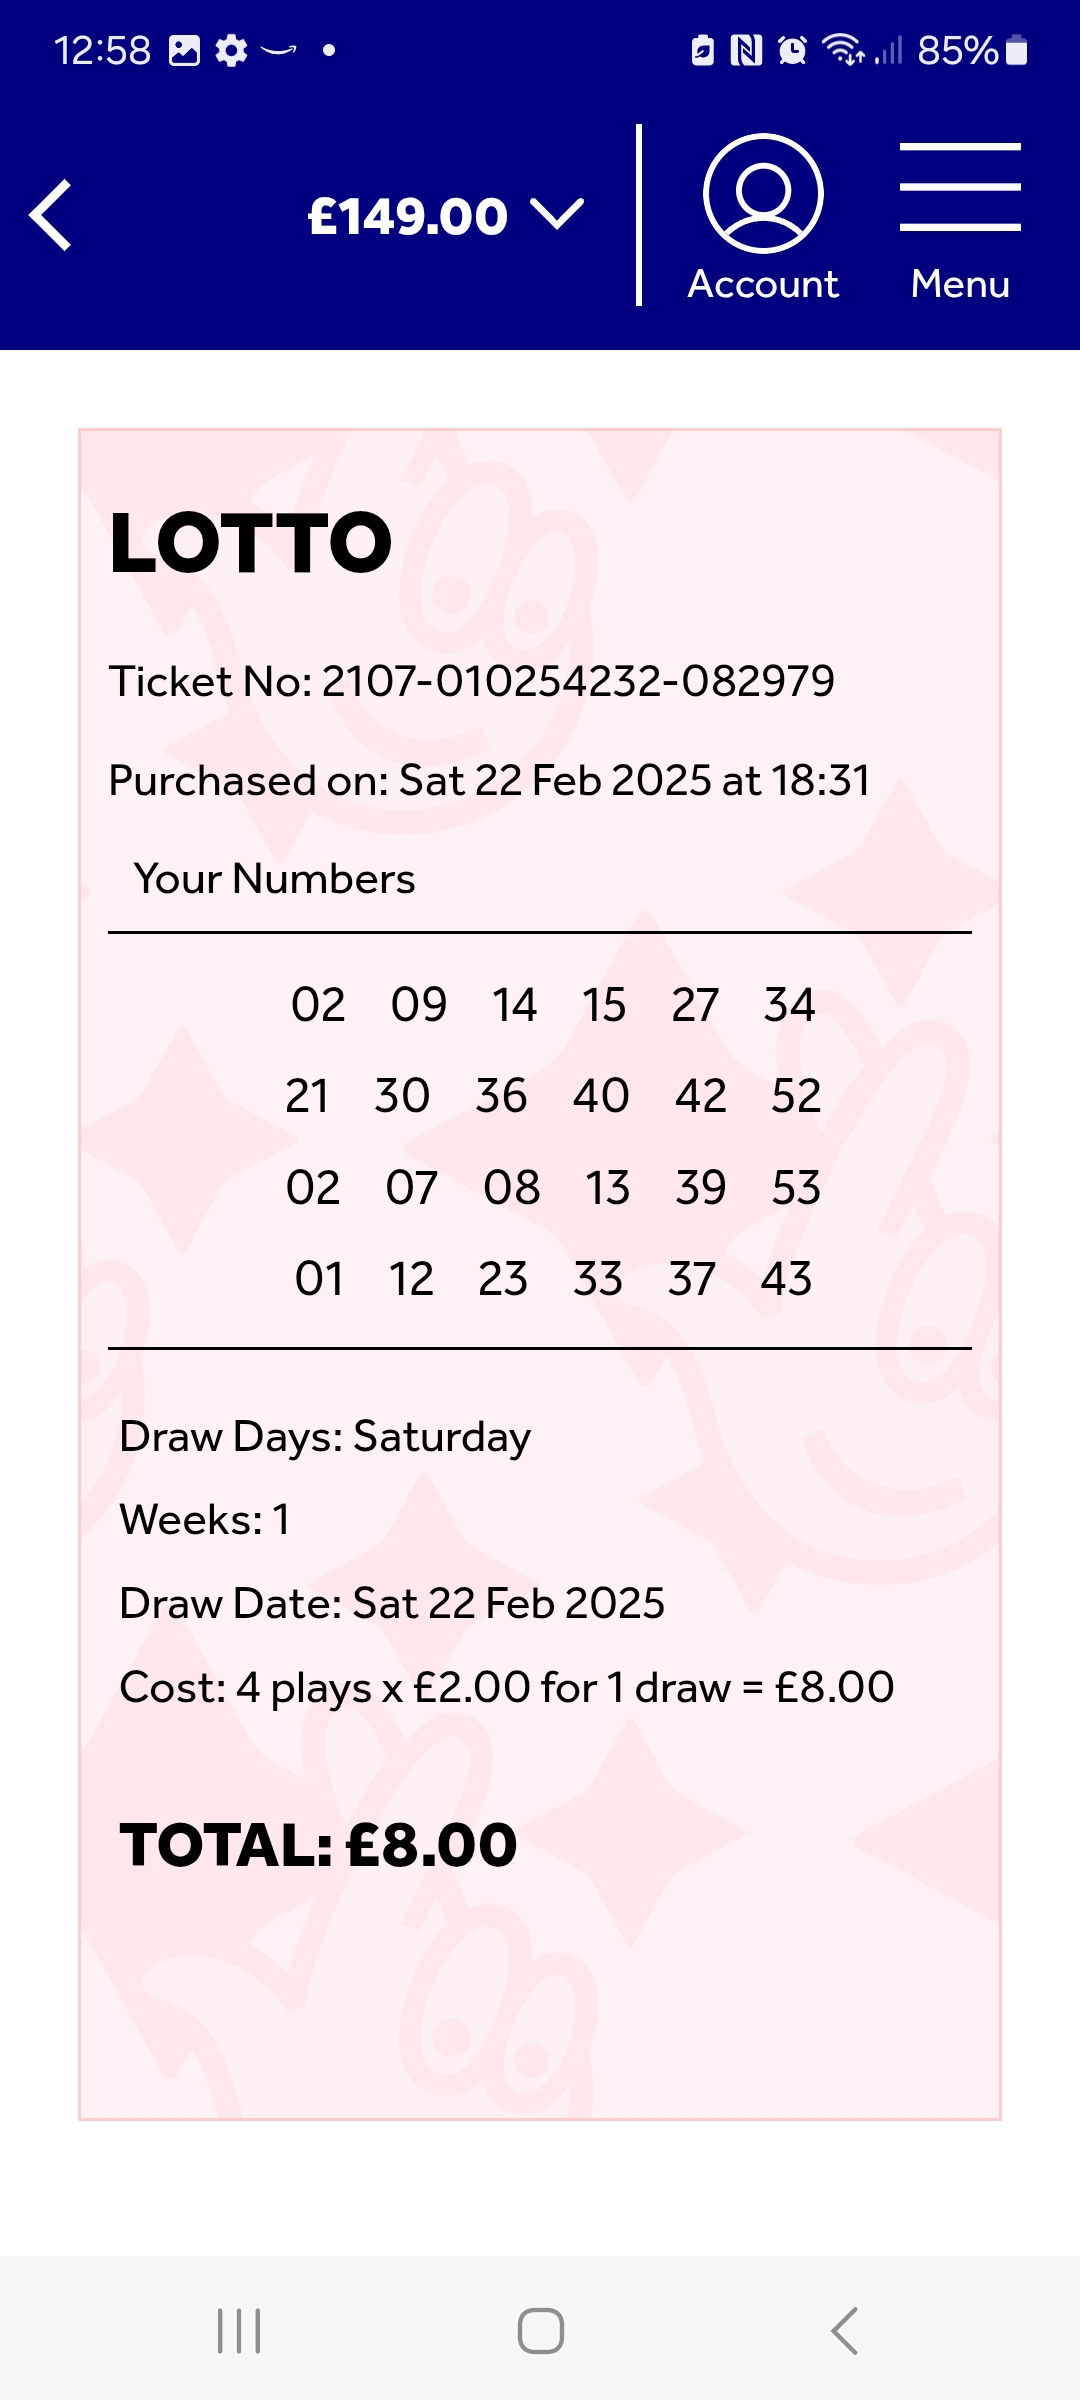 12:58 85%
£149.00
Account Menu
LOTTO
Ticket No: 2107-010254232-082979
Purchased on: Sat 22 Feb 2025 at 18:31
Your Numbers
02 09 14 15 27 34
21 30 36 40 42 52
02 07 08 13 39 53
01 12 23 33 37 43
Draw Days: Saturday
Weeks: 1
Draw Date: Sat 22 Feb 2025
Cost: 4 plays x £2.00 for 1 draw = £8.00
TOTAL: £8.00